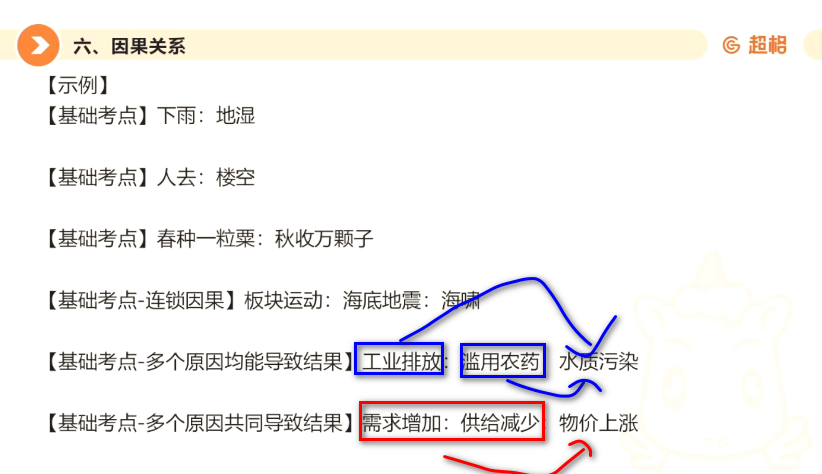 六、因果关系
超格
【示例】
【基础考点】下雨：地湿
【基础考点】人去：楼空
【基础考点】春种一粒粟：秋收万颗子
【基础考点-连锁因果】板块运动：海底地震：海啸
【基础考点-多个原因均能导致结果】工业排放：滥用农药：水质污染
【基础考点-多个原因共同导致结果】需求增加：供给减少：物价上涨